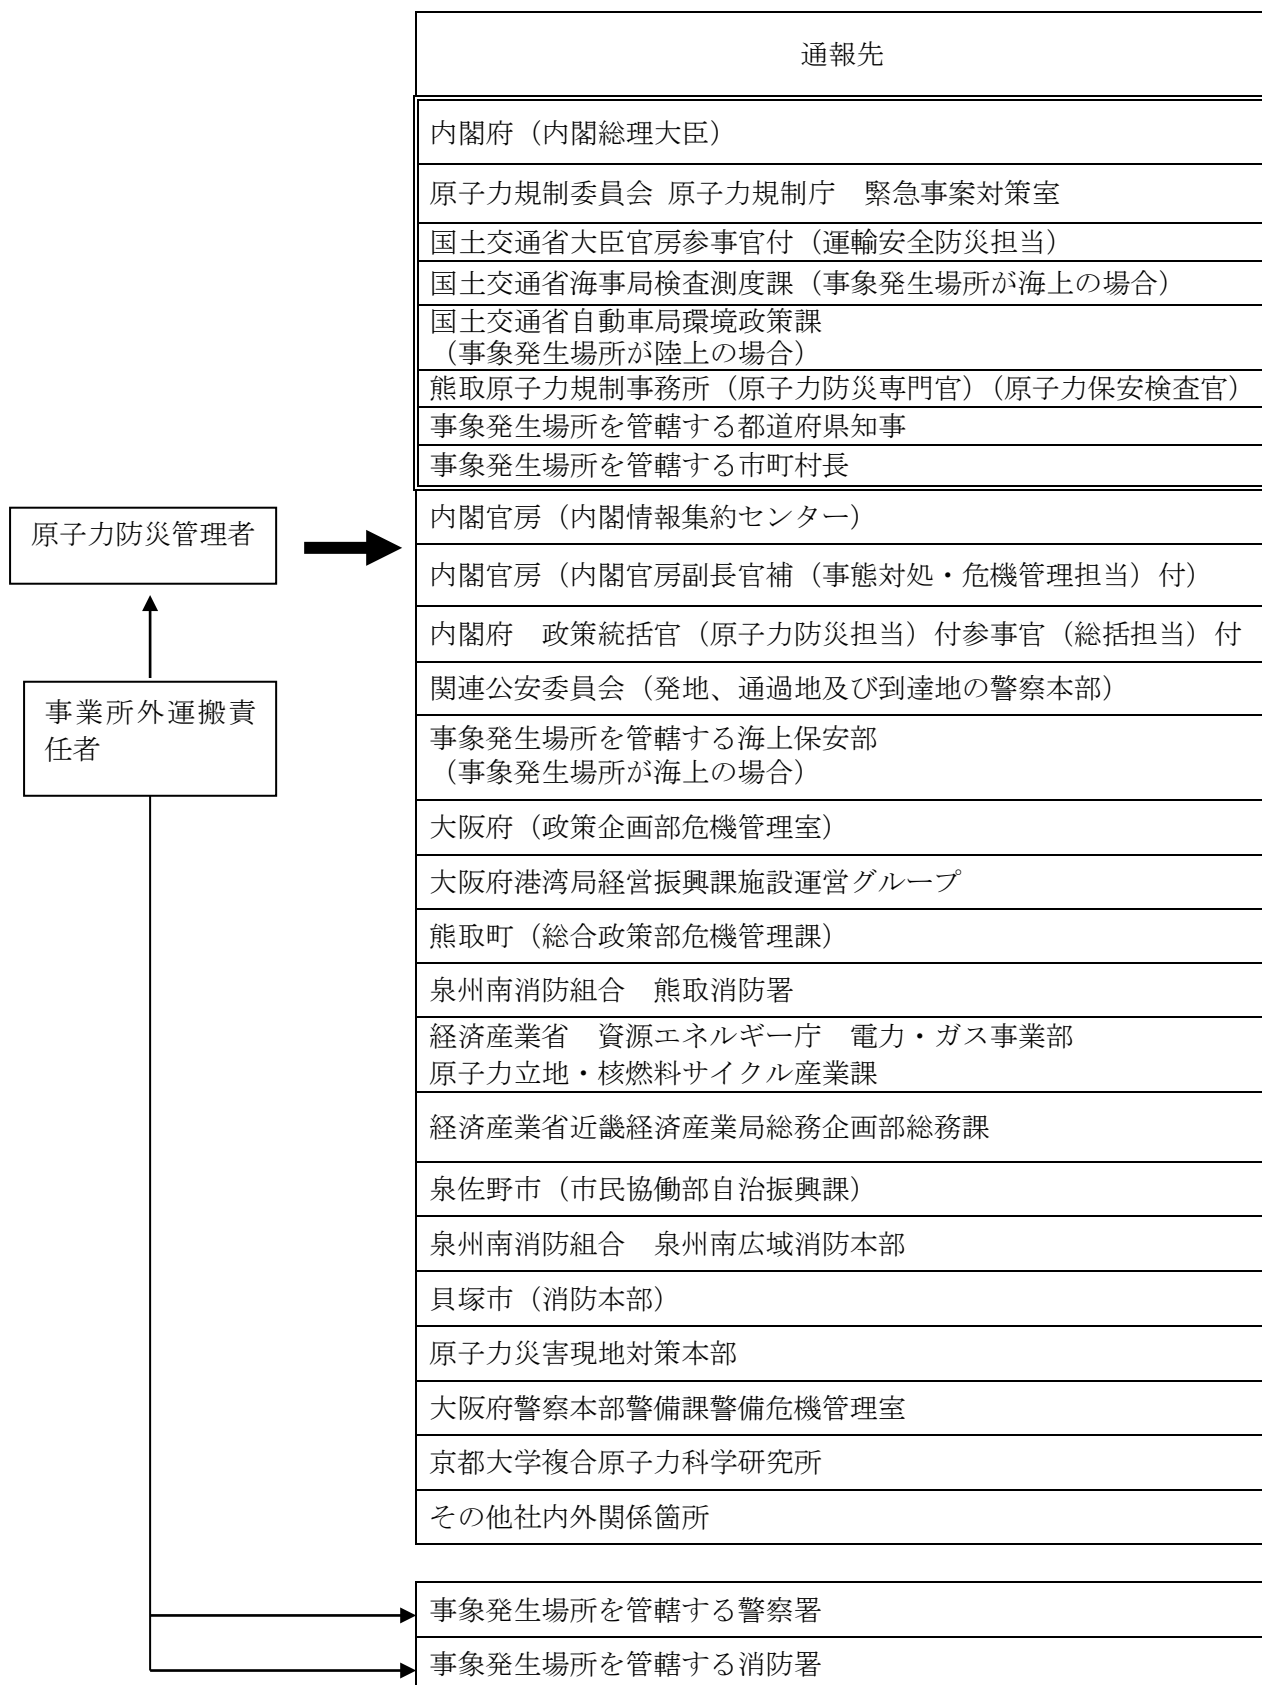 通報先
内閣府（内閣総理大臣）
原子力規制委員会 原子力規制庁　緊急事案対策室
国土交通省大臣官房参事官付（運輸安全防災担当）
国土交通省海事局検査測度課（事象発生場所が海上の場合）
国土交通省自動車局環境政策課
（事象発生場所が陸上の場合）
熊取原子力規制事務所（原子力防災専門官）（原子力保安検査官）
事象発生場所を管轄する都道府県知事
事象発生場所を管轄する市町村長
内閣官房（内閣情報集約センター）
内閣官房（内閣官房副長官補（事態対処・危機管理担当）付）
内閣府　政策統括官（原子力防災担当）付参事官（総括担当）付
関連公安委員会（発地、通過地及び到達地の警察本部）
事象発生場所を管轄する海上保安部
（事象発生場所が海上の場合）
大阪府（政策企画部危機管理室）
大阪府港湾局経営振興課施設運営グループ
熊取町（総合政策部危機管理課）
泉州南消防組合　熊取消防署
経済産業省　資源エネルギー庁　電力・ガス事業部
原子力立地・核燃料サイクル産業課
経済産業省近畿経済産業局総務企画部総務課
泉佐野市（市民協働部自治振興課）
泉州南消防組合　泉州南広域消防本部
貝塚市（消防本部）
原子力災害現地対策本部
大阪府警察本部警備課警備危機管理室
京都大学複合原子力科学研究所
その他社内外関係箇所
事象発生場所を管轄する警察署
事象発生場所を管轄する消防署
原子力防災管理者
事業所外運搬責
任者